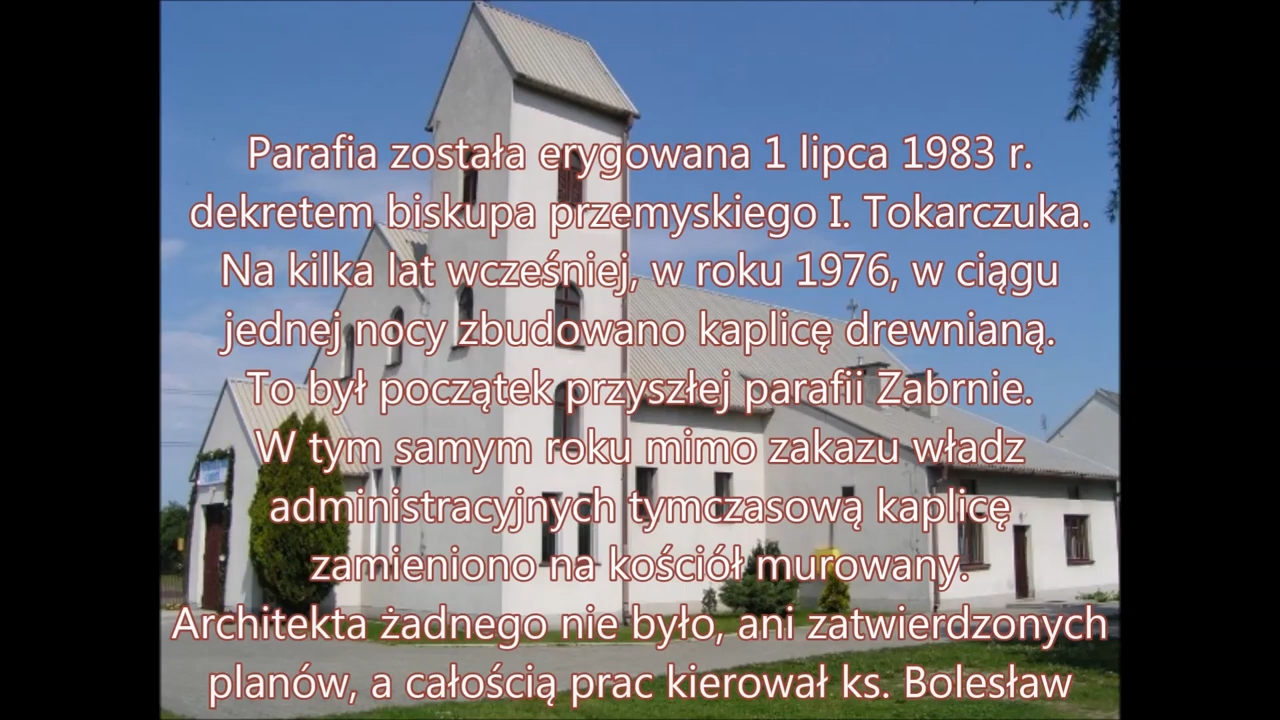 Parafia została erygowana 1 lipca 1983 r.
dekretem biskupa przemyskiego I. Tokarczuka.
Na kilka lat wcześniej, w roku 1976, w ciągu
jednej nocy zbudowano kaplicę drewnianą.
To był początek przyszłej parafii Zabrnie.
W tym samym roku mimo zakazu władz
administracyjnych tymczasową kaplicę
zamieniono na kościół murowany.
Architekta żadnego nie było, ani zatwierdzonych
planów, a całością prac kierował ks. Bolesław